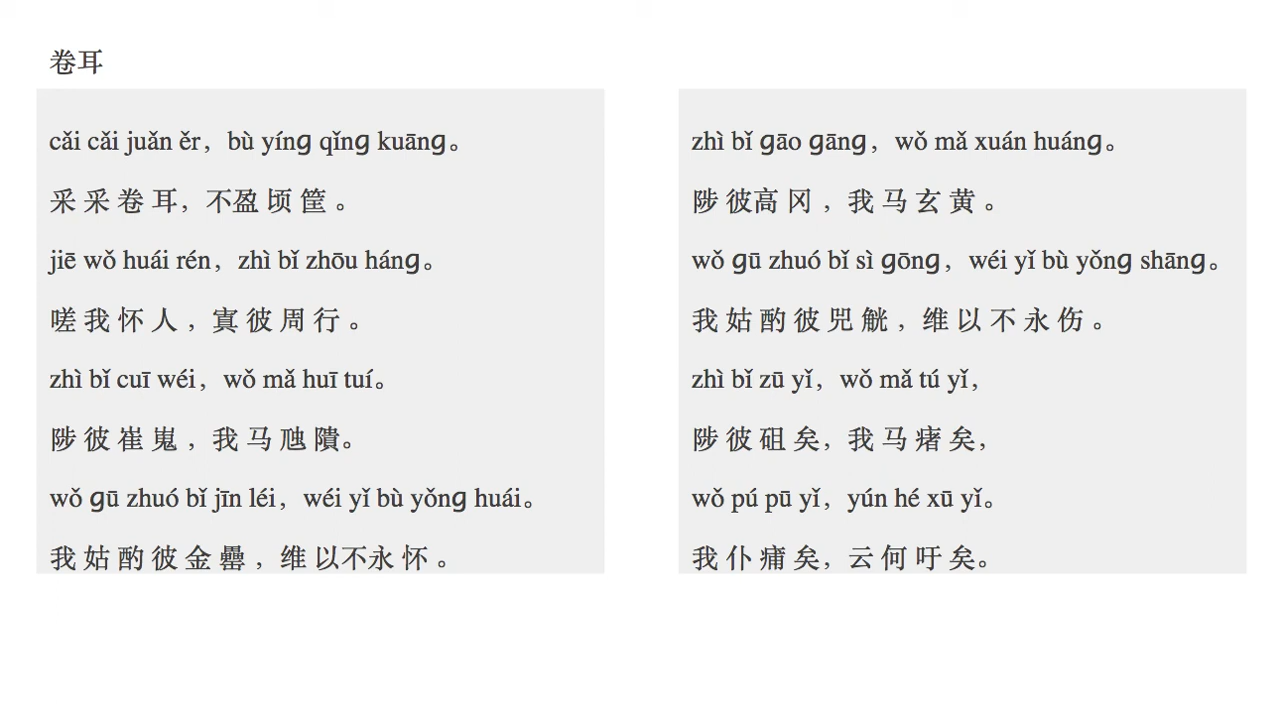 卷耳
cǎi cǎi juǎn ěr，bù yíng qǐng kuāng。
采 采 卷 耳，不盈 顷 筐 。
jiē wǒ huái rén，zhì bǐ zhōu háng。
嗟 我 怀 人 ，寘 彼 周 行 。
zhì bǐ cuī wéi，wǒ mǎ huī tuí。
陟 彼 崔 嵬 ，我 马 虺 隤。
wǒ gū zhuó bǐ jīn léi，wéi yǐ bù yǒng huái。
我 姑 酌 彼 金 罍 ，维 以不永 怀 。
zhì bǐ gāo gāng，wǒ mǎ xuán huáng。
陟 彼高 冈 ，我 马 玄 黄 。
wǒ gū zhuó bǐ sì gōng，wéi yǐ bù yǒng shāng。
我 姑 酌 彼 兕 觥 ，维 以 不 永 伤 。
zhì bǐ zū yǐ，wǒ mǎ tú yǐ，
陟 彼 砠 矣，我 马 瘏 矣，
wǒ pú pū yǐ，yún hé xū yǐ。
我 仆 痡 矣，云 何 吁 矣。